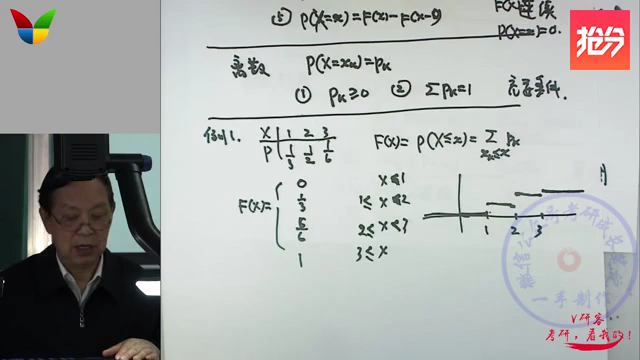 ⑤ P(X=x)=F(x)-F(x-0)
F(x)连续
P(X=x)=0.
抢分
离散 P(X=xₖ)=pₖ
① pₖ≥0 ② ∑pₖ=1 充要条件.
例1. X 1 2 3
P 1/3 1/2 1/6
F(x)=P(X≤x)=∑ pₖ
xₖ≤x
F(x)=
0 x≤1
1/3 1≤x≤2
5/6 2≤x≤3
1 3≤x
1 2 3
一手制作
V研客
考研,看我的!